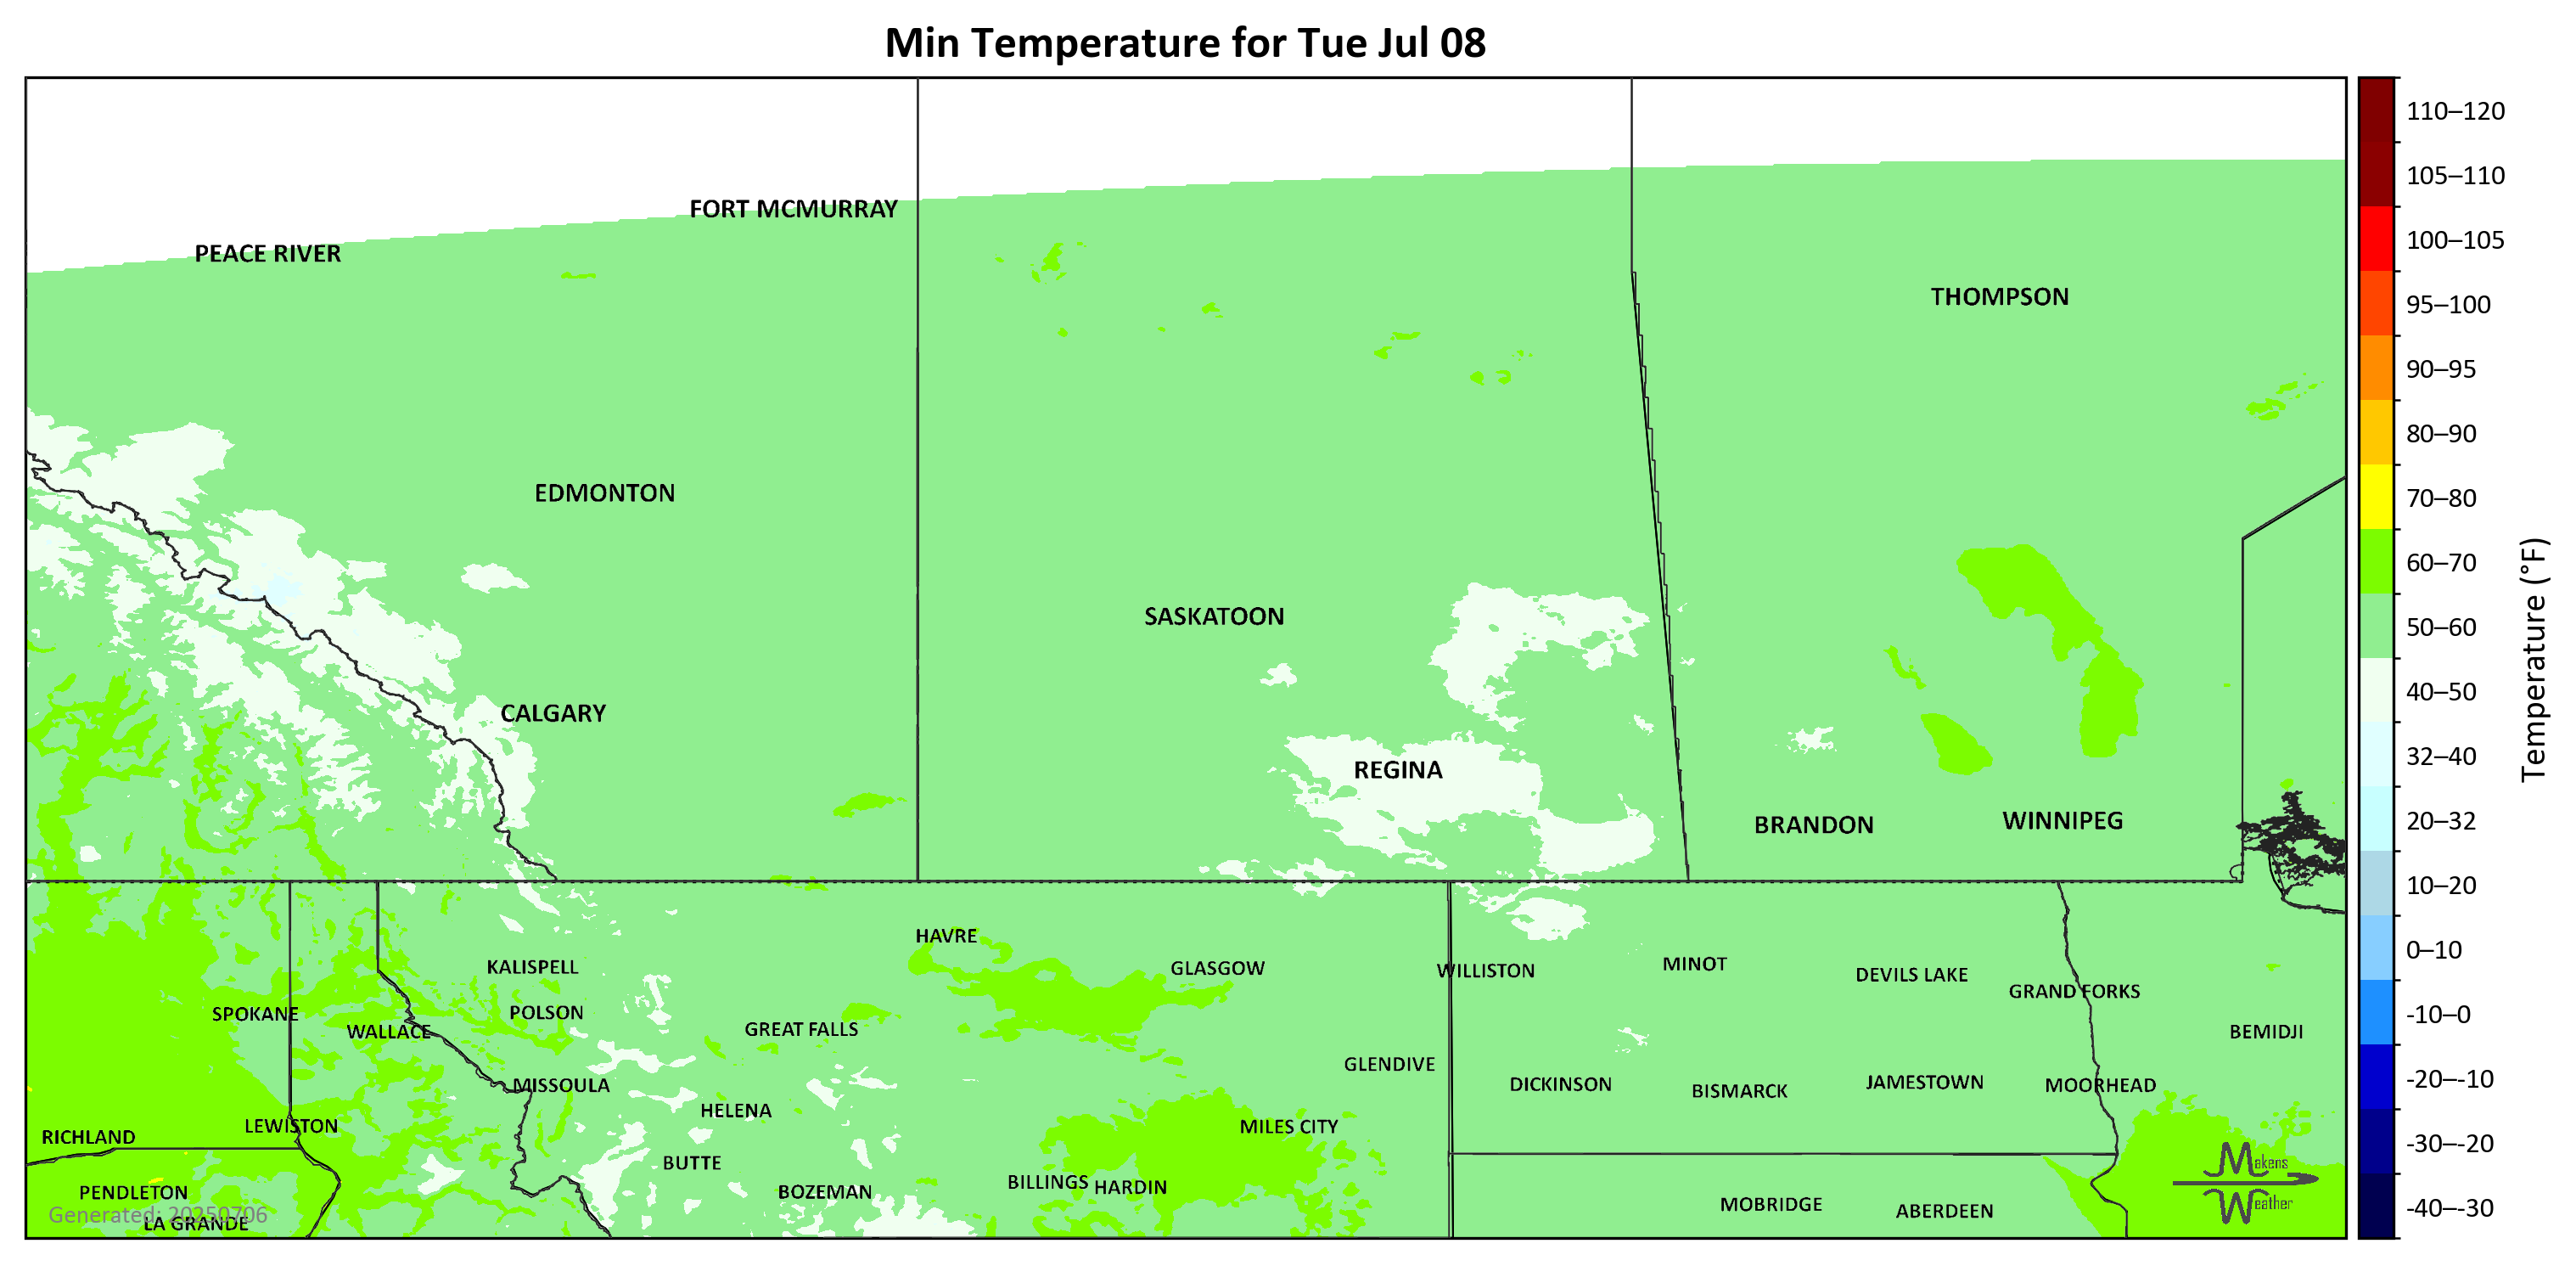 Min Temperature for Tue Jul 08
FORT MCMURRAY
PEACE RIVER
THOMPSON
EDMONTON
SASKATOON
CALGARY
REGINA
BRANDON
WINNIPEG
HAVRE
KALISPELL
GLASGOW
WILLISTON
MINOT
DEVILS LAKE
GRAND FORKS
SPOKANE
POLSON
WALLACE
GREAT FALLS
BEMIDJI
GLENDIVE
MISSOULA
DICKINSON
BISMARCK
JAMESTOWN
MOORHEAD
HELENA
LEWISTON
MILES CITY
RICHLAND
BUTTE
BILLINGS
HARDIN
BOZEMAN
PENDLETON
MOBRIDGE
ABERDEEN
Generated: 20250706
LA GRANDE
Makens
Weather
110–120
105–110
100–105
95–100
90–95
80–90
70–80
60–70
50–60
40–50
32–40
20–32
10–20
0–10
-10–0
-20–-10
-30–-20
-40–-30
Temperature (°F)